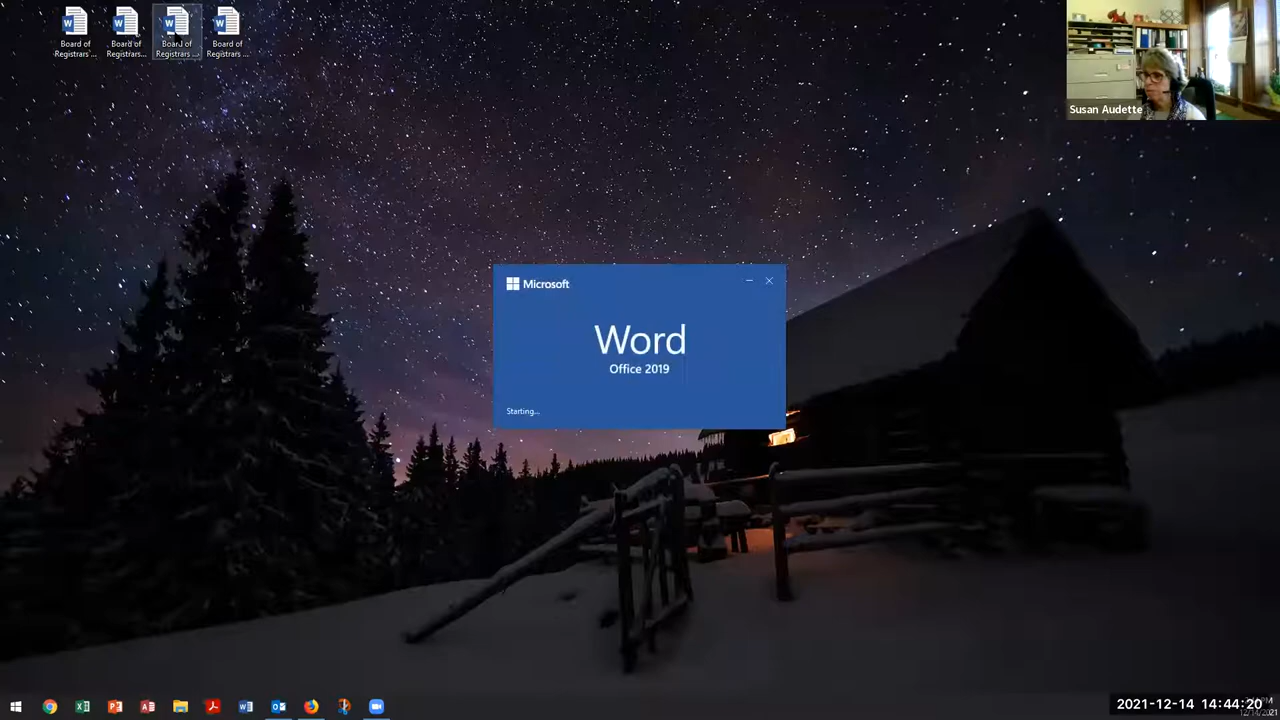 Board of
Registrars ...
Board of
Registrars...
Board of
Registrars ...
Board of
Registrars ...
Susan Audette
Microsoft
Word
Office 2019
Starting...
2021-12-14 14:44:20